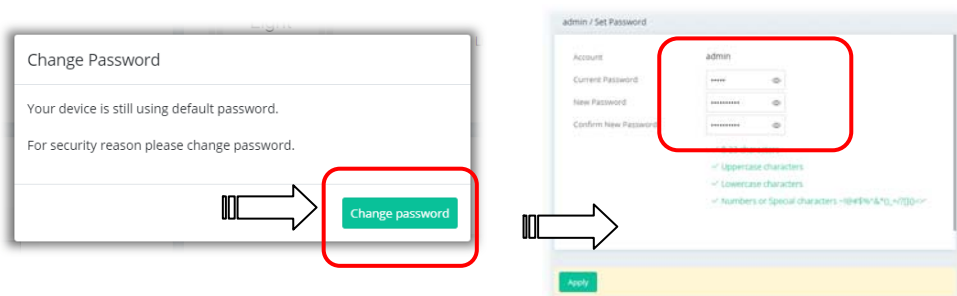 Change Password
Your device is still using default password.
For security reason please change password.
Change password
admin / Set Password
Account admin
Current Password •••••
New Password ••••••••••
Confirm New Password ••••••••••
characters
✓ Uppercase characters
✓ Lowercase characters
✓ Numbers or Special characters
Apply